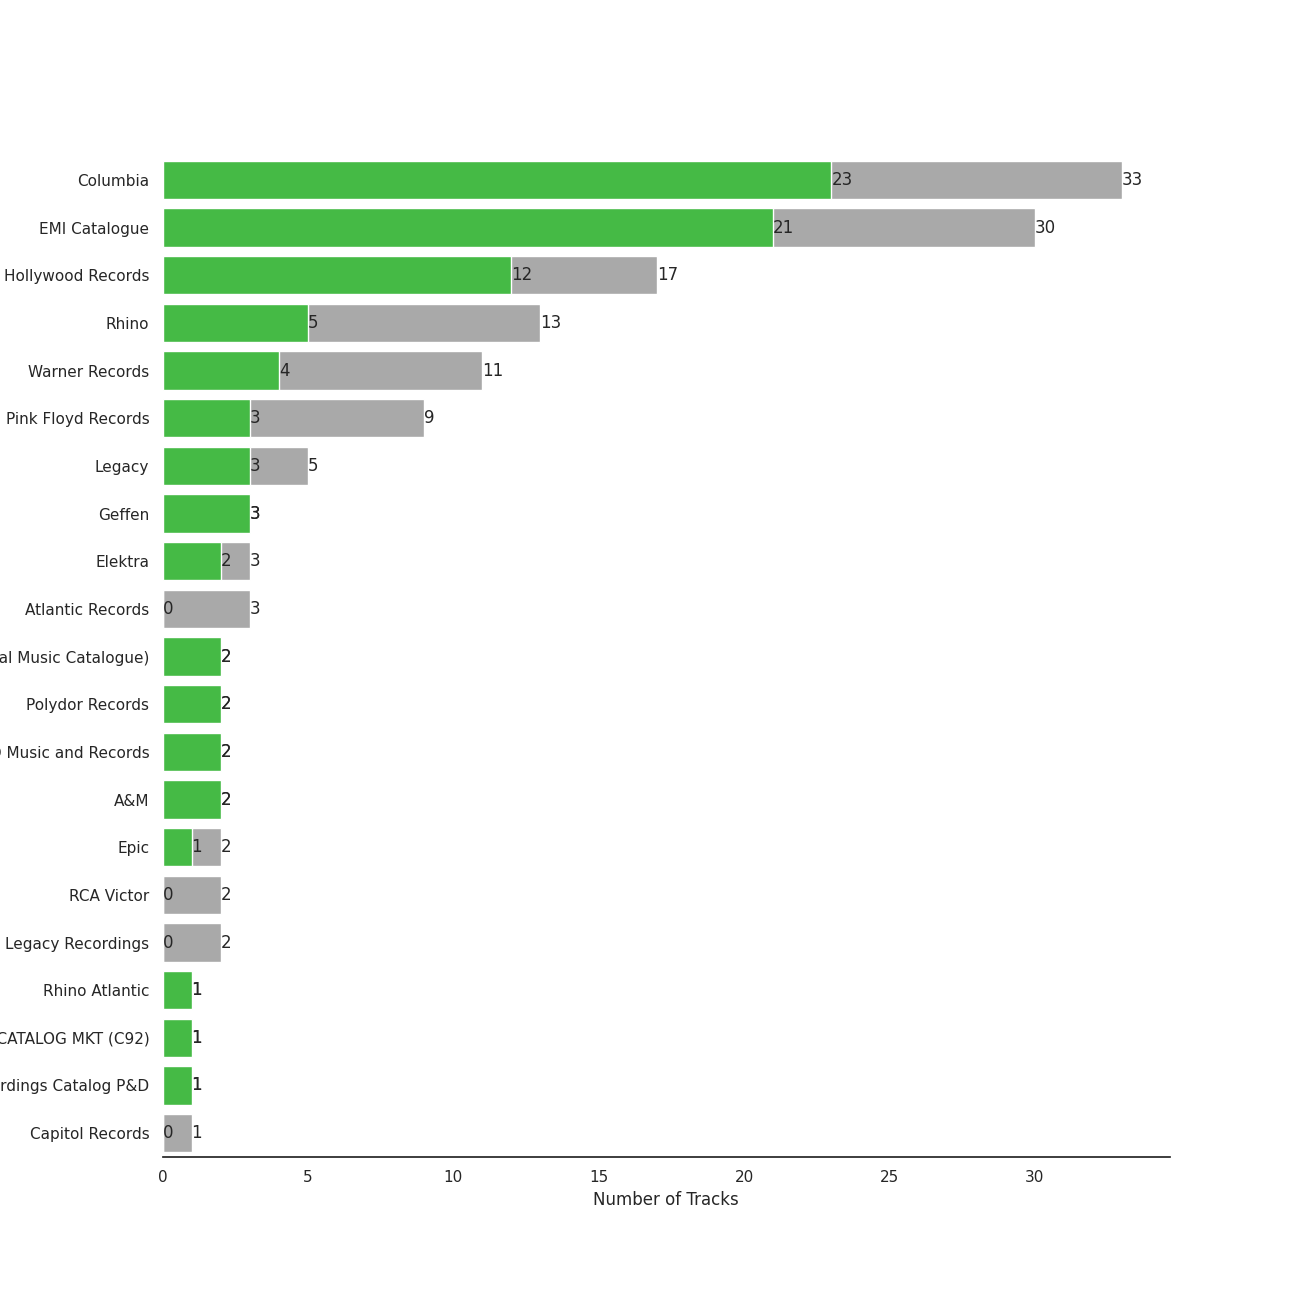 Columbia 23 33
EMI Catalogue 21 30
Hollywood Records 12 17
Rhino 5 13
Warner Records 4 11
Pink Floyd Records 3 9
Legacy 3 5
Geffen 3
Elektra 2 3
Atlantic Records 0 3
Music Catalogue) 2
Polydor Records 2
Music and Records 2
A&M 2
Epic 1 2
RCA Victor 0 2
Legacy Recordings 0 2
Rhino Atlantic 1
CATALOG MKT (C92) 1
Catalog P&D 1
Capitol Records 0 1
0 5 10 15 20 25 30
Number of Tracks